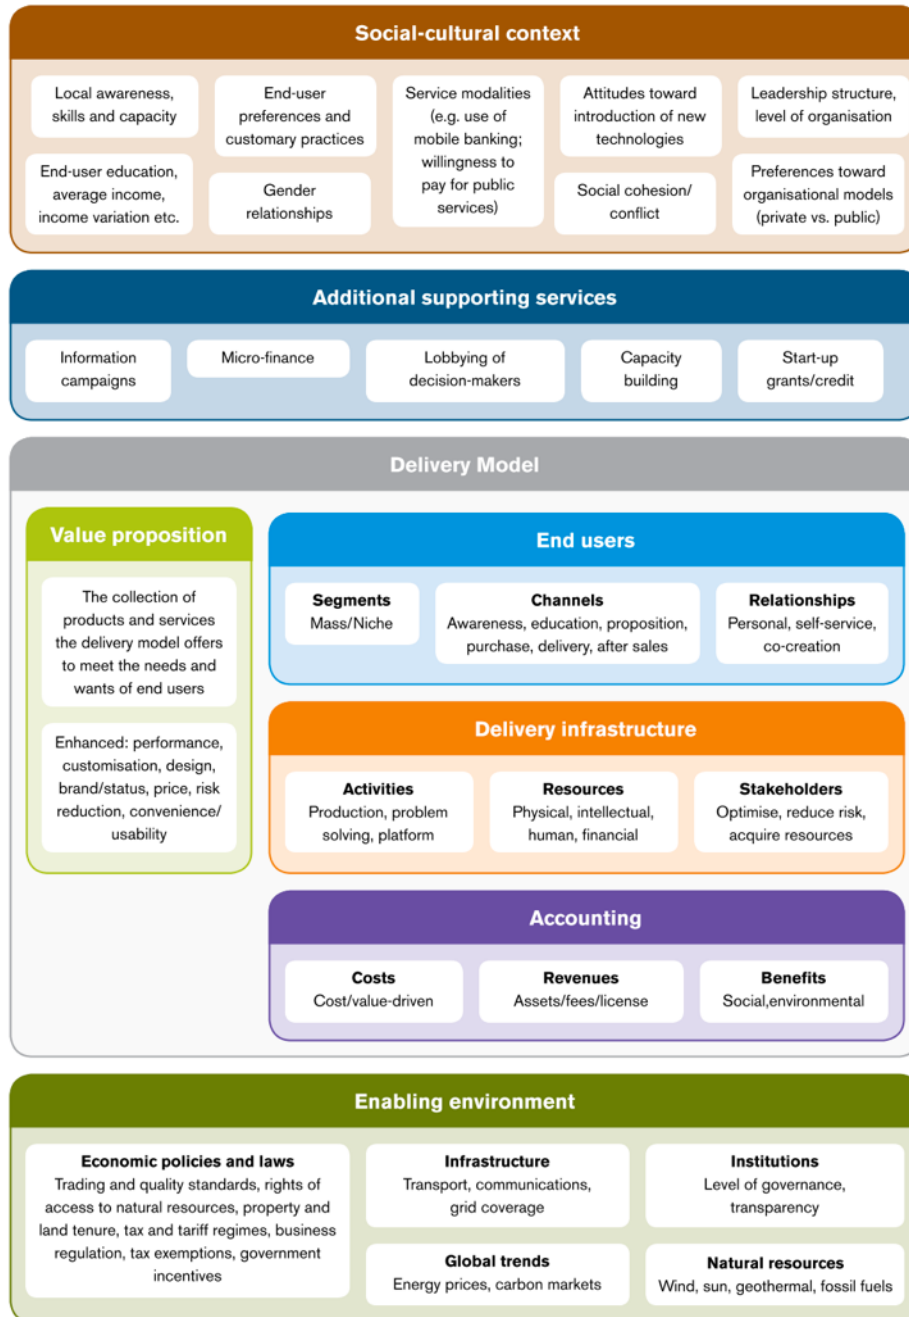 Social-cultural context
Local awareness,
skills and capacity
End-user
preferences and
customary practices
Service modalities
(e.g. use of
mobile banking;
willingness to
pay for public
services)
Attitudes toward
introduction of new
technologies
Leadership structure,
level of organisation
End-user education,
average income,
income variation etc.
Gender
relationships
Social cohesion/
conflict
Preferences toward
organisational models
(private vs. public)
Additional supporting services
Information
campaigns
Micro-finance
Lobbying of
decision-makers
Capacity
building
Start-up
grants/credit
Delivery Model
Value proposition
The collection of
products and services
the delivery model offers
to meet the needs and
wants of end users
Enhanced: performance,
customisation, design,
brand/status, price, risk
reduction, convenience/
usability
End users
Segments
Mass/Niche
Channels
Awareness, education, proposition,
purchase, delivery, after sales
Relationships
Personal, self-service,
co-creation
Delivery infrastructure
Activities
Production, problem
solving, platform
Resources
Physical, intellectual,
human, financial
Stakeholders
Optimise, reduce risk,
acquire resources
Accounting
Costs
Cost/value-driven
Revenues
Assets/fees/license
Benefits
Social,environmental
Enabling environment
Economic policies and laws
Trading and quality standards, rights of
access to natural resources, property and
land tenure, tax and tariff regimes, business
regulation, tax exemptions, government
incentives
Infrastructure
Transport, communications,
grid coverage
Institutions
Level of governance,
transparency
Global trends
Energy prices, carbon markets
Natural resources
Wind, sun, geothermal, fossil fuels